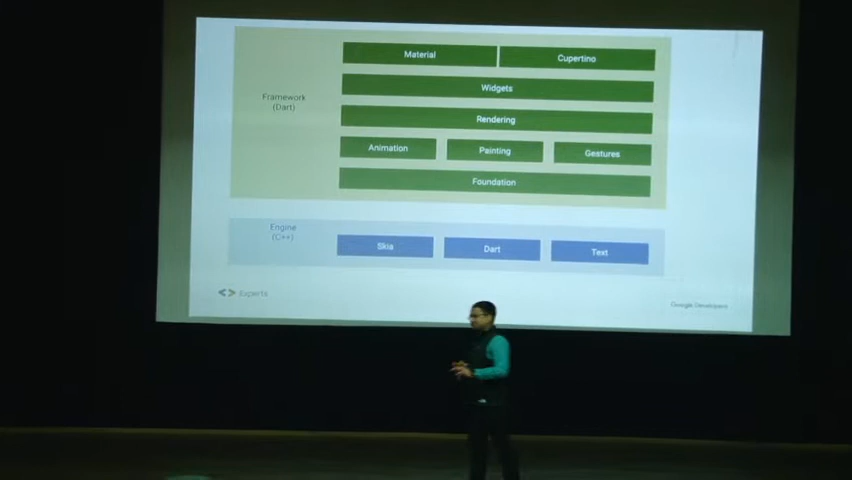 Material
Cupertino
Widgets
Framework
(Dart)
Rendering
Animation
Painting
Gestures
Foundation
Engine
(C++)
Skia
Dart
Text
<> Experts
Google Developers